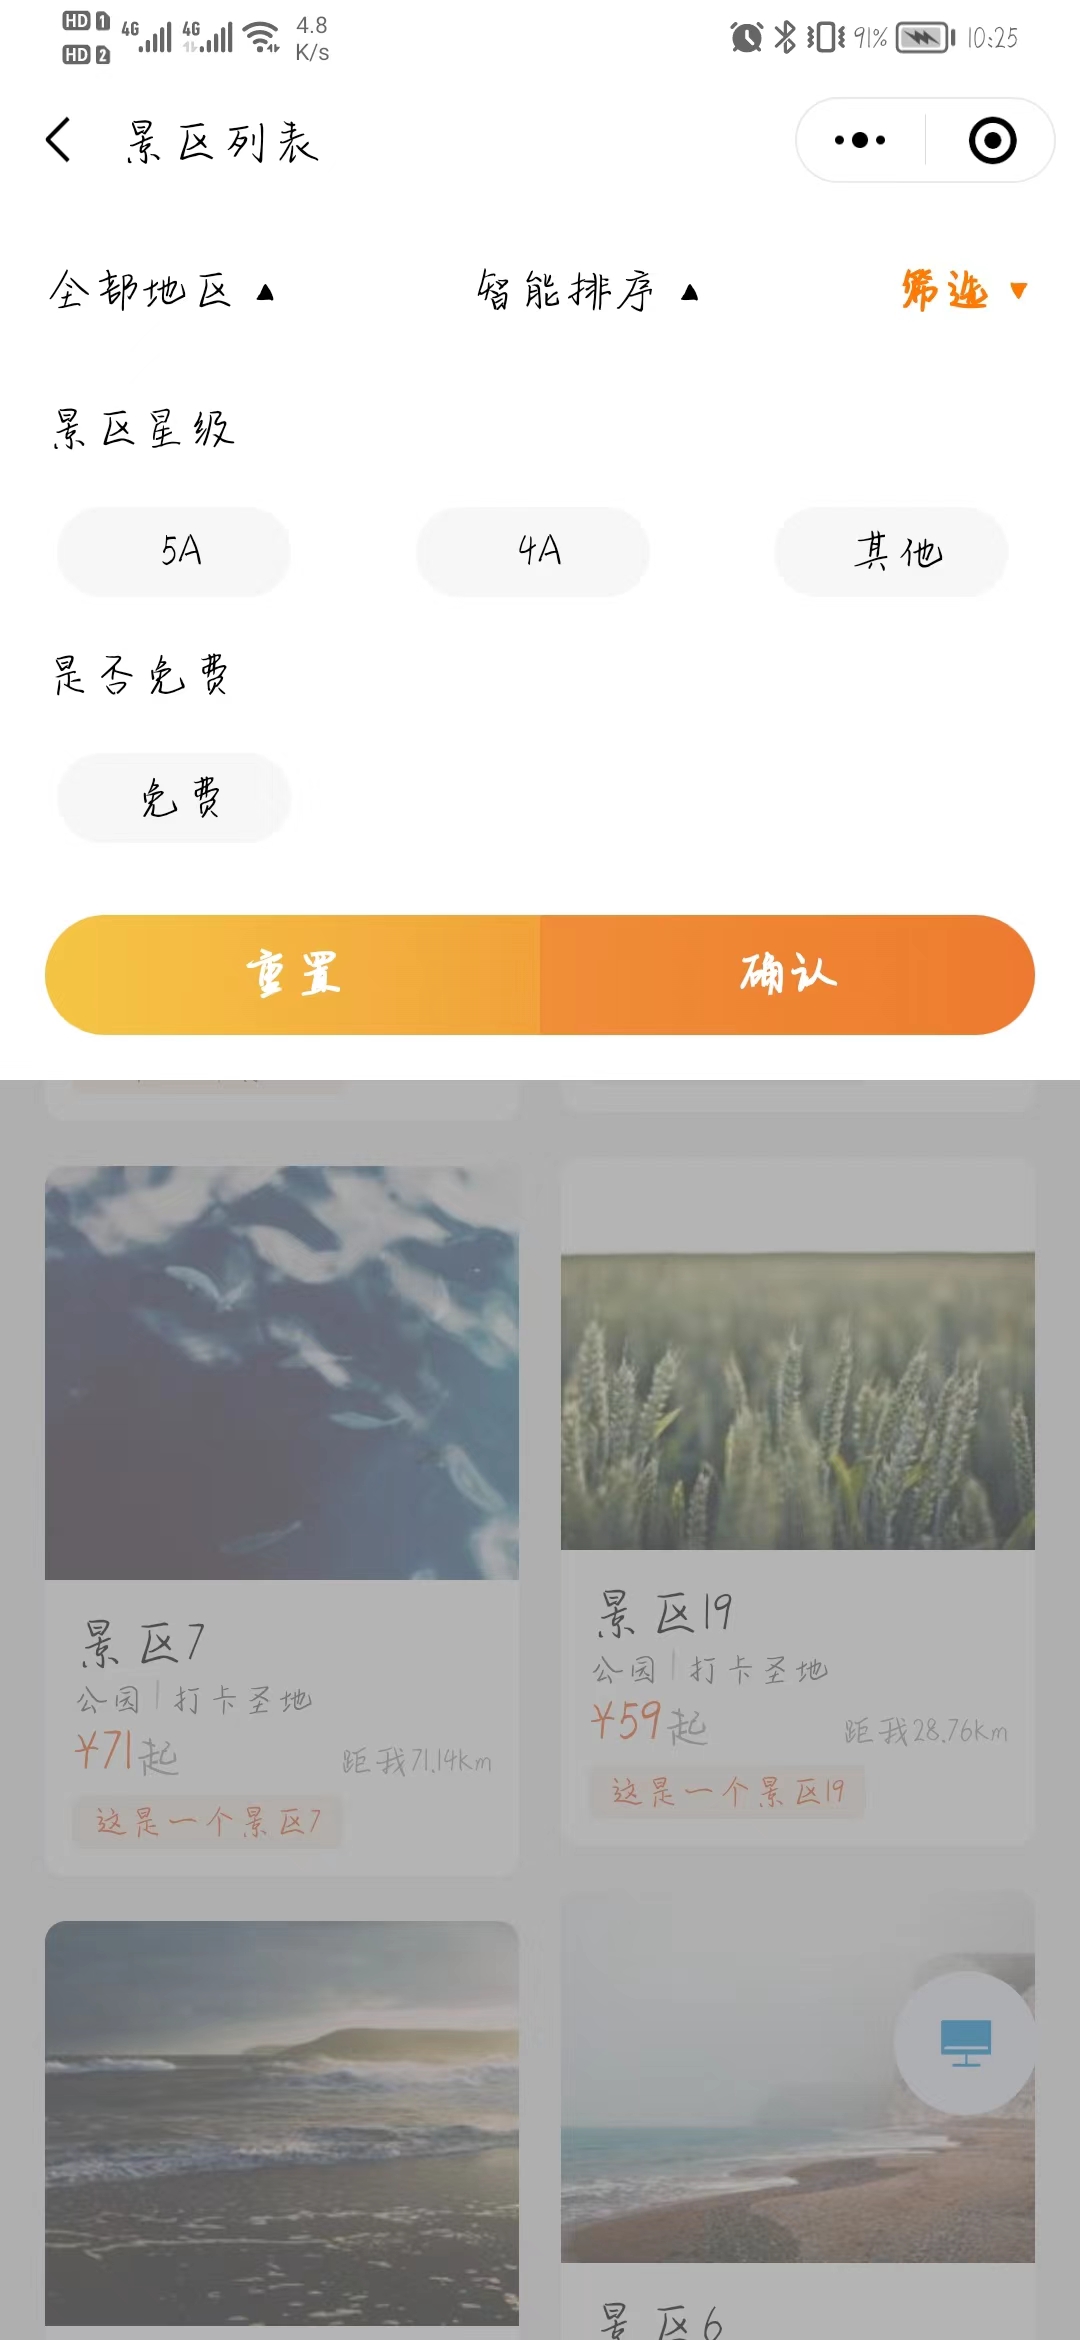 HD 1 4G 4G 4.8 K/s 91% 10:25
HD 2
景区列表
全部地区 ▲ 智能排序 ▲ 筛选 ▼
景区星级
5A 4A 其他
是否免费
免费
重置 确认
景区7
公园 | 打卡圣地
¥71起 距我71.14km
这是一个景区7
景区19
公园 | 打卡圣地
¥59起 距我28.76km
这是一个景区19
景区6